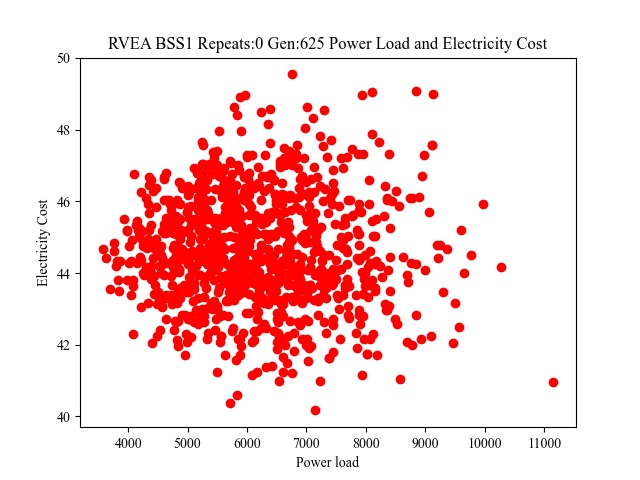 RVEA BSS1 Repeats:0 Gen:625 Power Load and Electricity Cost
50
48
46
44
42
40
Electricity Cost
4000 5000 6000 7000 8000 9000 10000 11000
Power load